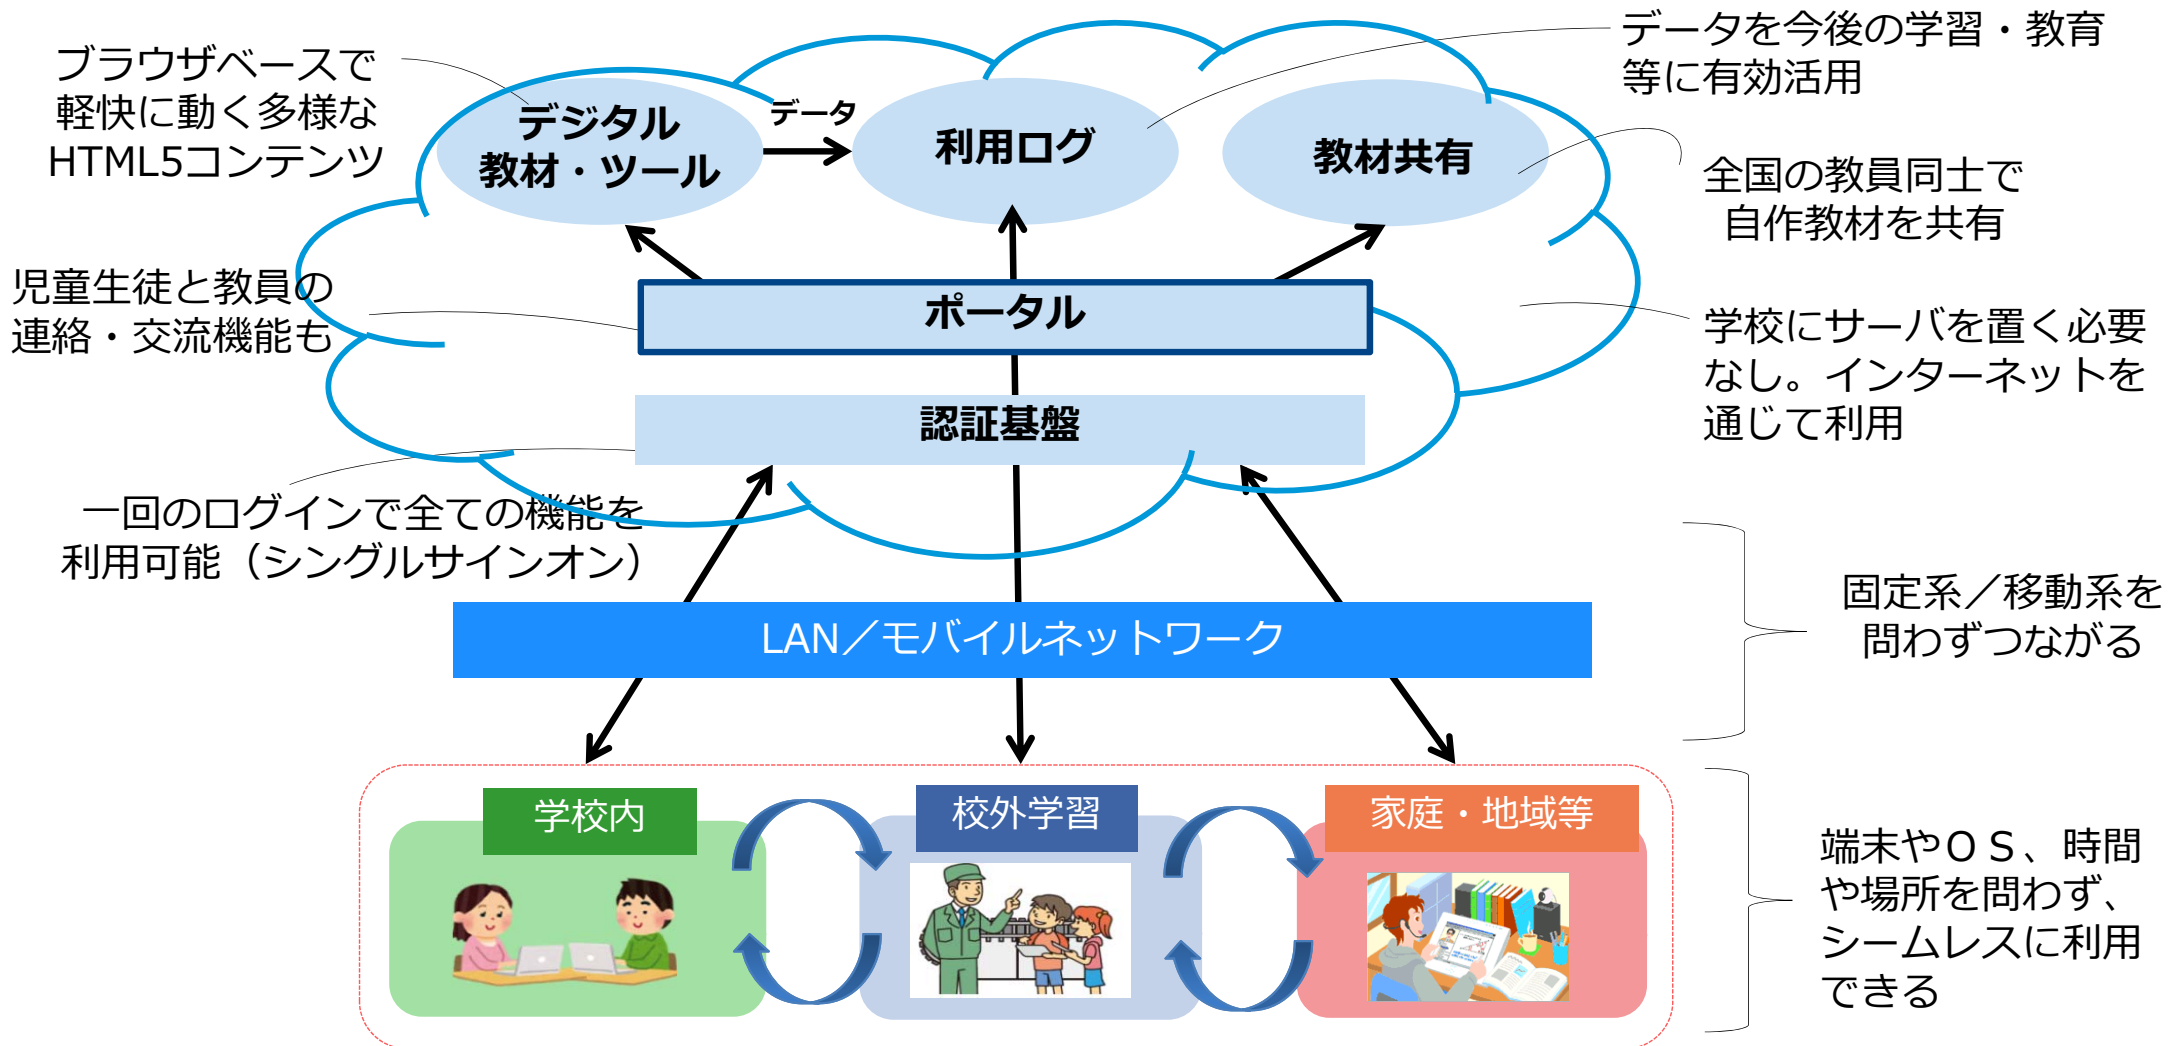 ブラウザベースで
軽快に動く多様な
HTML5コンテンツ
デジタル
教材・ツール
データ
利用ログ
教材共有
データを今後の学習・教育
等に有効活用
全国の教員同士で
自作教材を共有
児童生徒と教員の
連絡・交流機能も
ポータル
学校にサーバを置く必要
なし。インターネットを
通じて利用
認証基盤
一回のログインで全ての機能を
利用可能（シングルサインオン）
LAN／モバイルネットワーク
固定系／移動系を
問わずつながる
学校内
校外学習
家庭・地域等
端末やＯＳ、時間
や場所を問わず、
シームレスに利用
できる